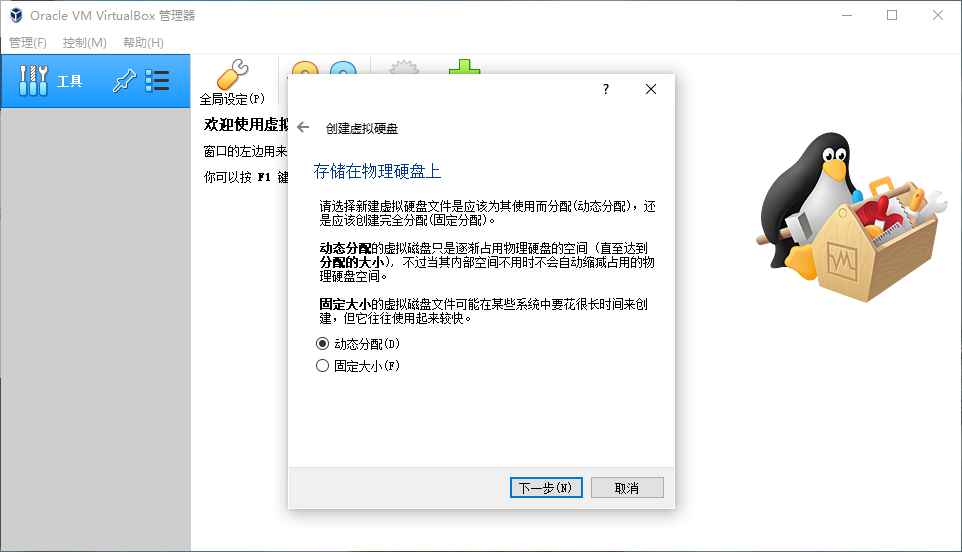 Oracle VM VirtualBox 管理器
管理(F) 控制(M) 帮助(H)
工具
全局设定(P)
欢迎使用虚拟
窗口的左边用来
你可以按 F1 键
?
创建虚拟硬盘
存储在物理硬盘上
请选择新建虚拟硬盘文件是应该为其使用而分配(动态分配)，还
是应该创建完全分配(固定分配)。
动态分配的虚拟磁盘只是逐渐占用物理硬盘的空间（直至达到
分配的大小），不过当其内部空间不用时不会自动缩减占用的物
理硬盘空间。
固定大小的虚拟磁盘文件可能在某些系统中要花很长时间来创
建，但它往往使用起来较快。
动态分配(D)
固定大小(F)
下一步(N) 取消